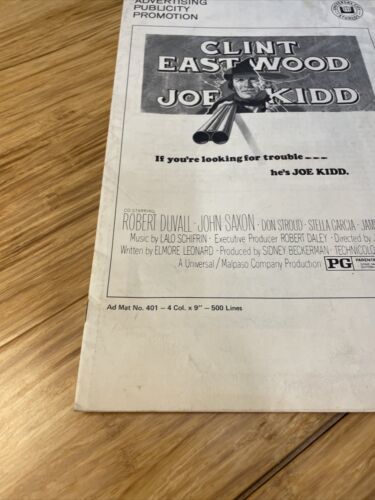 ADVERTISING
PUBLICITY
PROMOTION
CLINT
EASTWOOD
JOE KIDD
If you're looking for trouble ---
he's JOE KIDD.
CO-STARRING
ROBERT DUVALL · JOHN SAXON · DON STROUD · STELLA GARCIA ·
Music by LALO SCHIFRIN · Executive Producer ROBERT DALEY · Directed by
Written by ELMORE LEONARD · Produced by SIDNEY BECKERMAN ·
A Universal / Malpaso Company Production PG
Ad Mat No. 401 — 4 Col. x 9" — 500 Lines